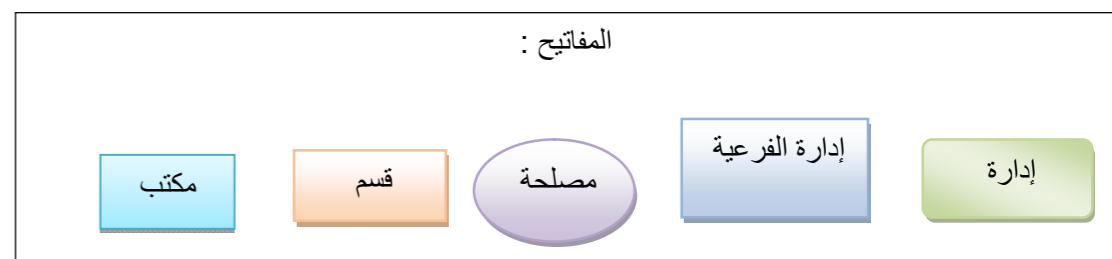 المفاتيح :
إدارة
إدارة الفرعية
مصلحة
قسم
مكتب